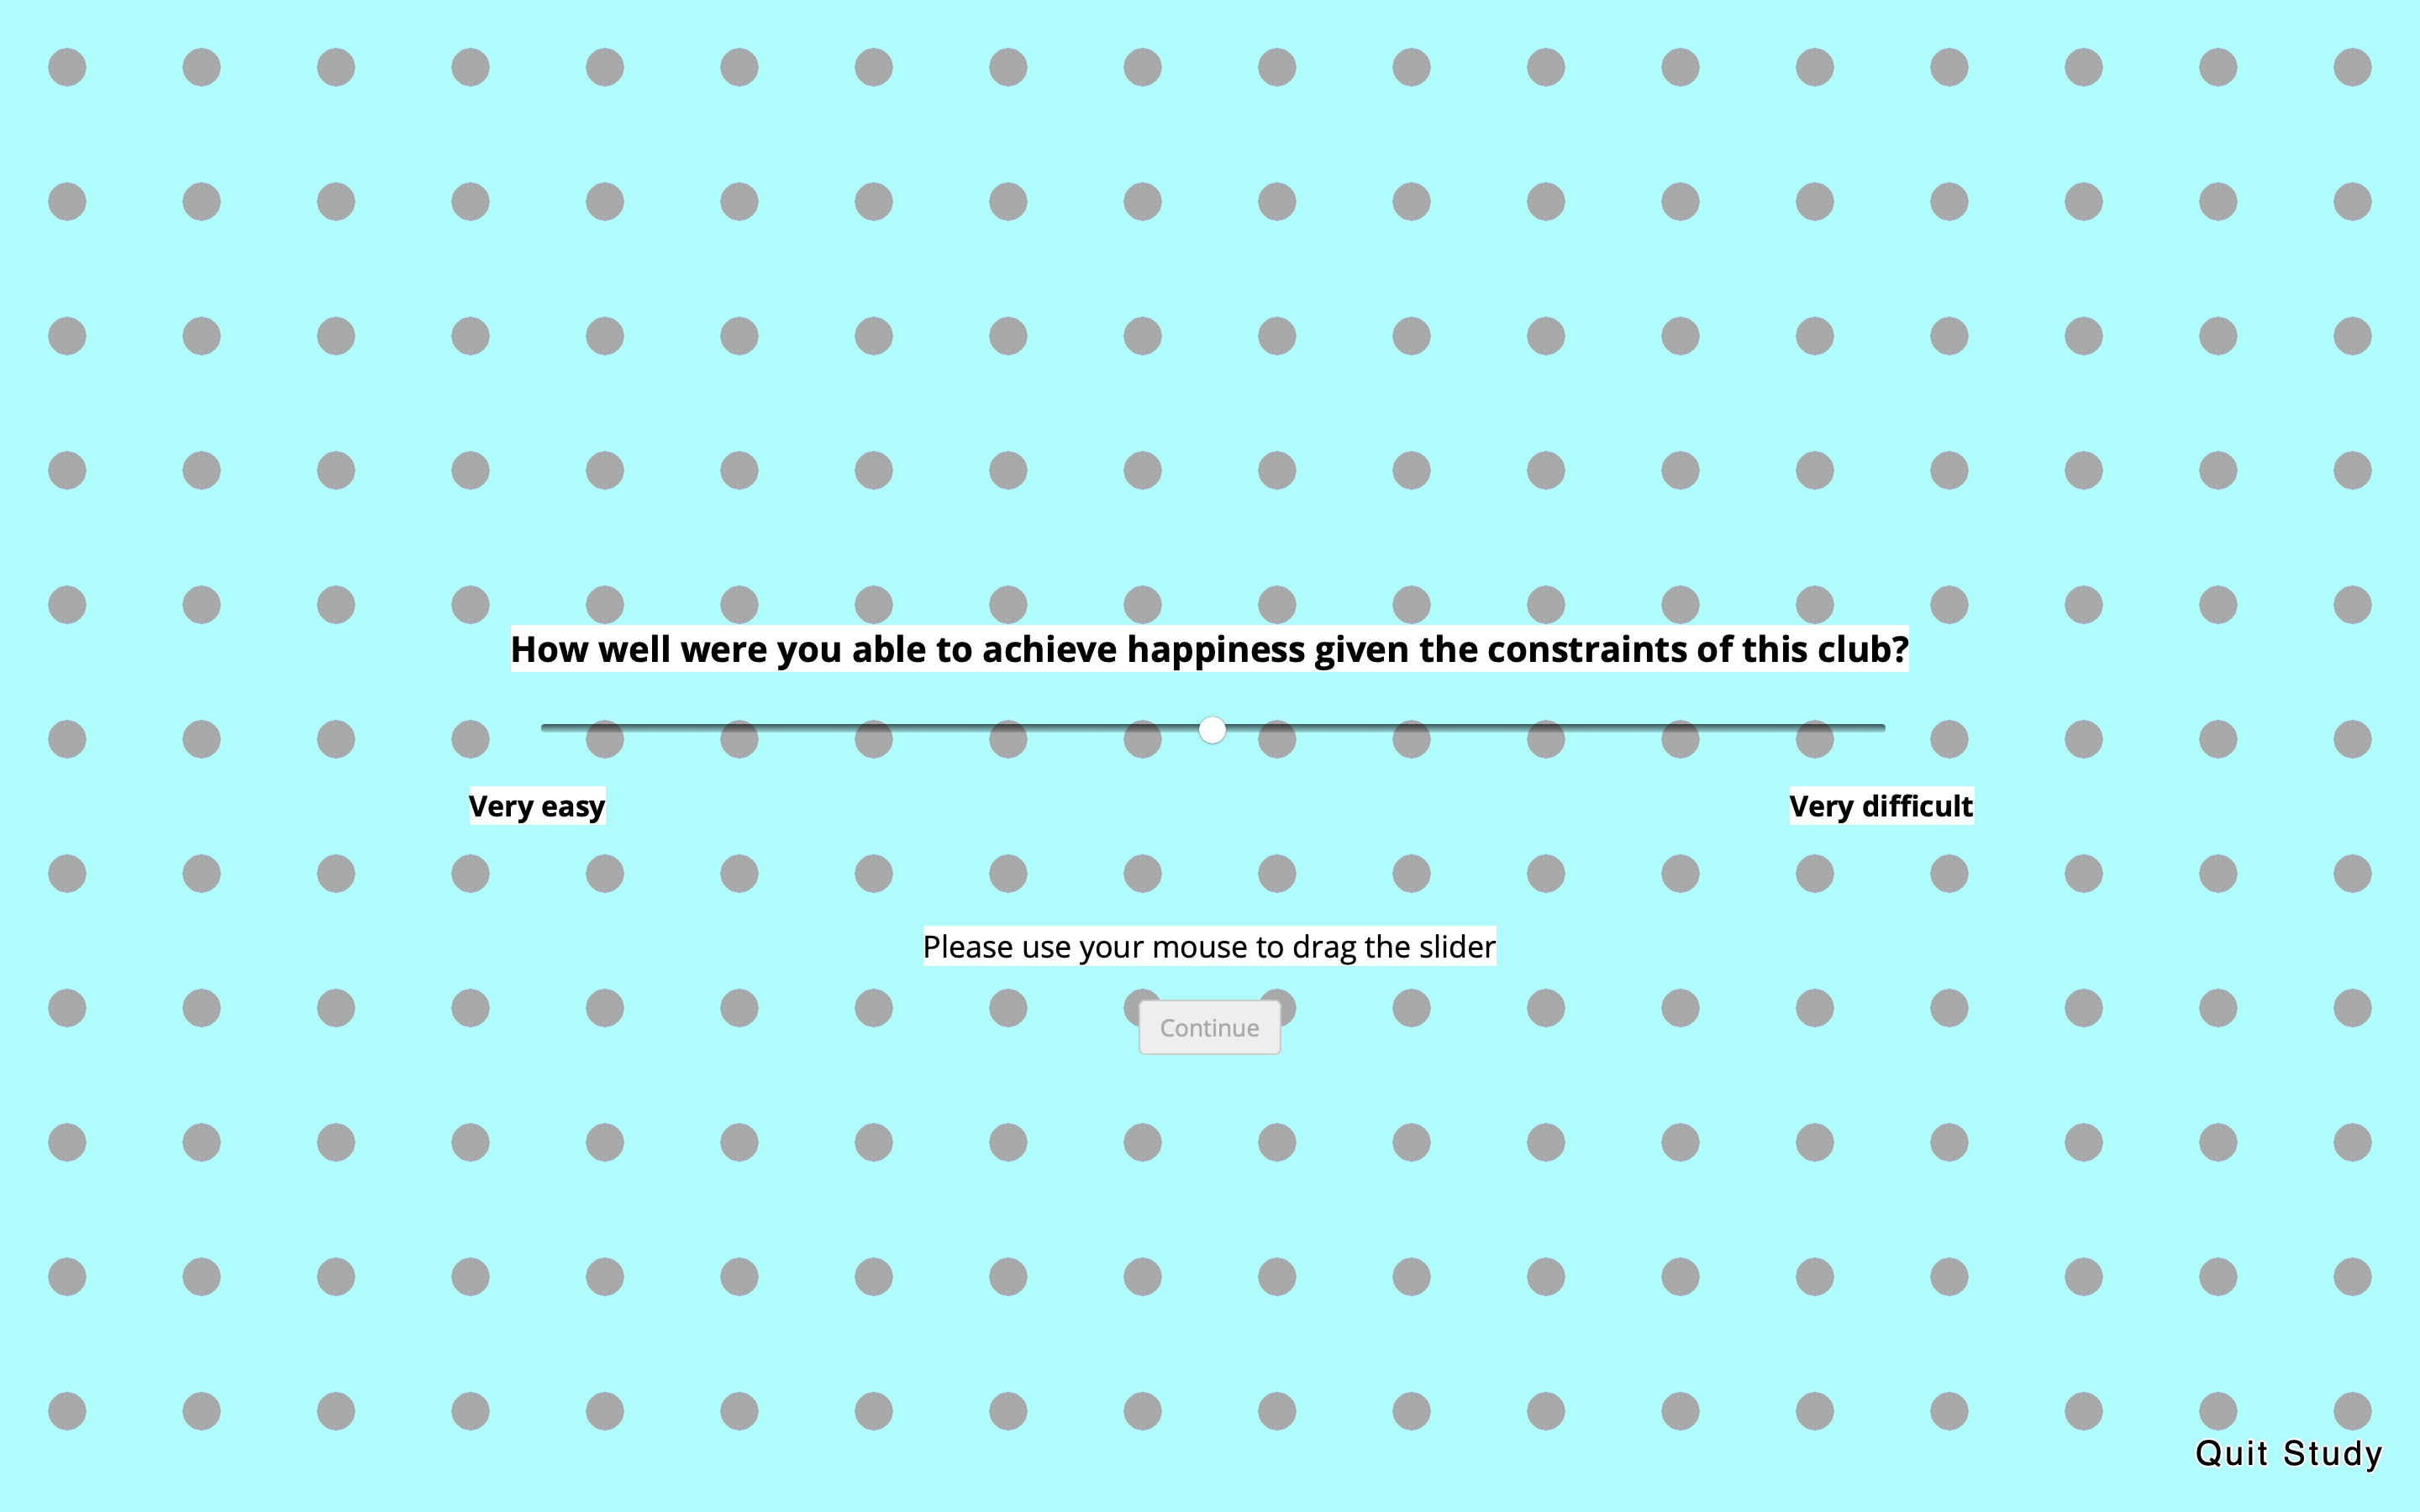 How well were you able to achieve happiness given the constraints of this club?
Very easy
Very difficult
Please use your mouse to drag the slider
Continue
Quit Study